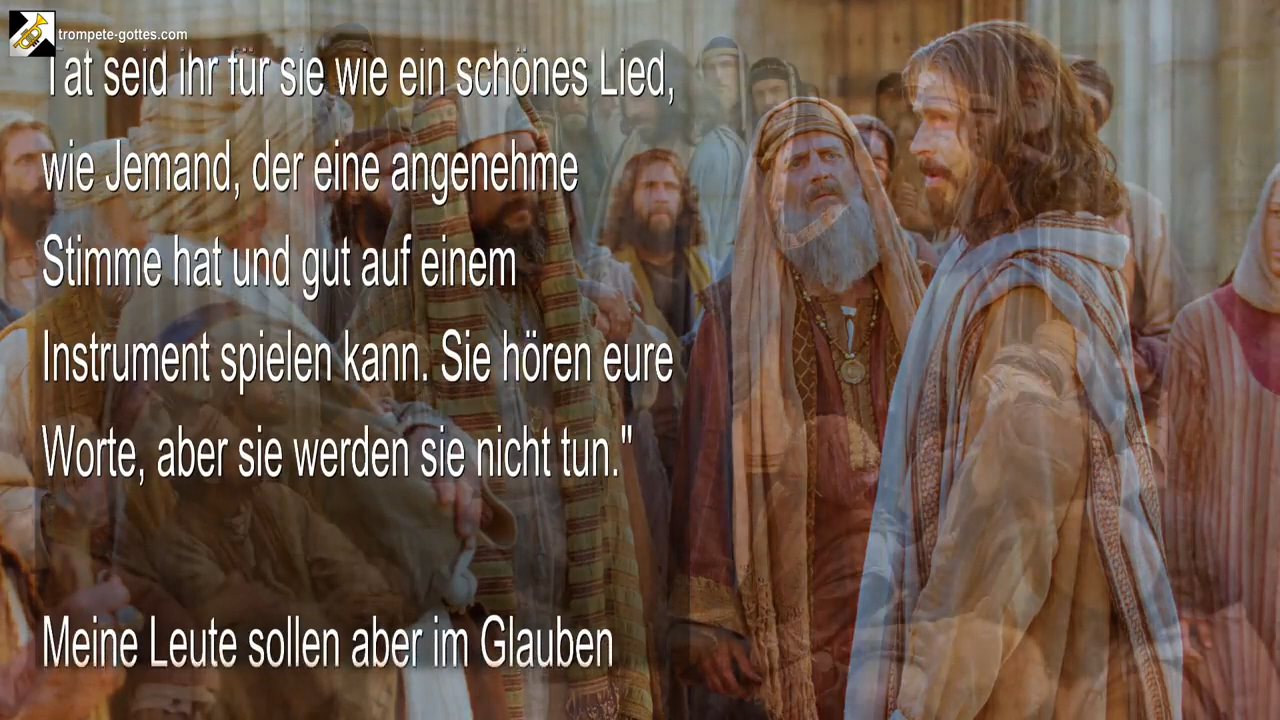 trompete-gottes.com
Tat seid ihr für sie wie ein schönes Lied,
wie Jemand, der eine angenehme
Stimme hat und gut auf einem
Instrument spielen kann. Sie hören eure
Worte, aber sie werden sie nicht tun."
Meine Leute sollen aber im Glauben